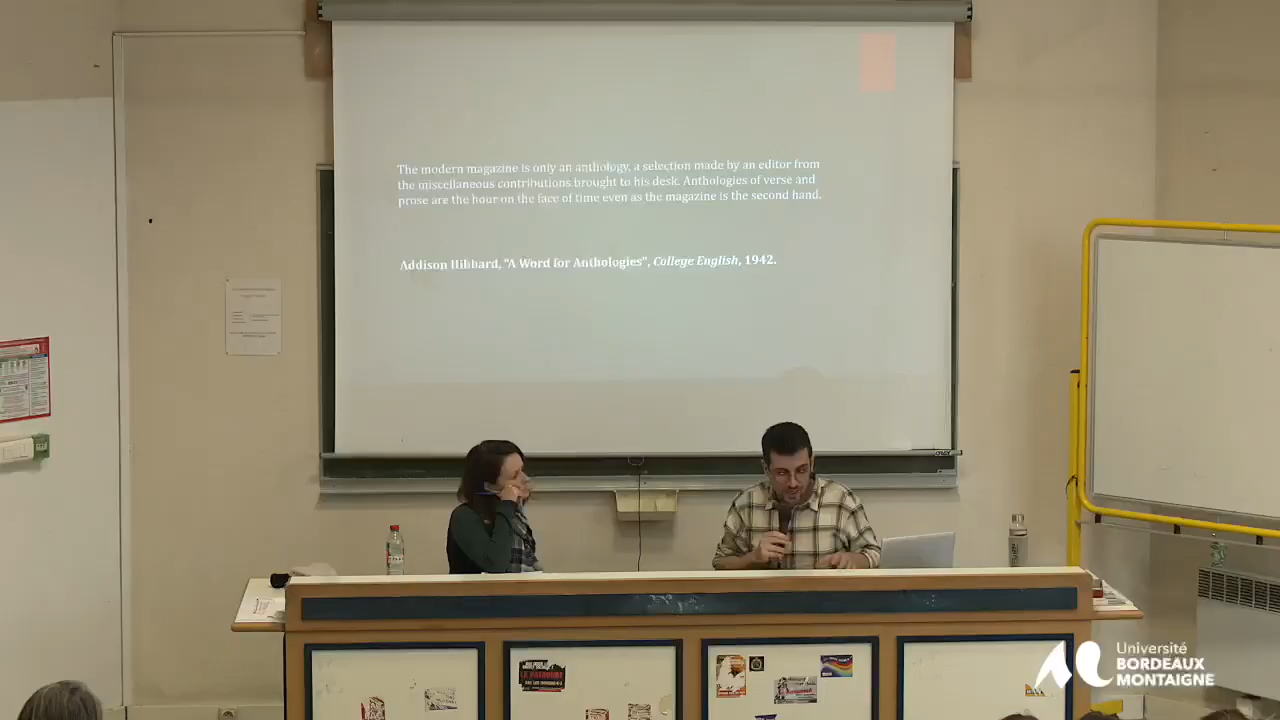 The modern magazine is only an anthology, a selection made by an editor from
the miscellaneous contributions brought to his desk. Anthologies of verse and
prose are the hour on the face of time even as the magazine is the second hand.
Addison Hibbard, "A Word for Anthologies", College English, 1942.
Université
BORDEAUX
MONTAIGNE